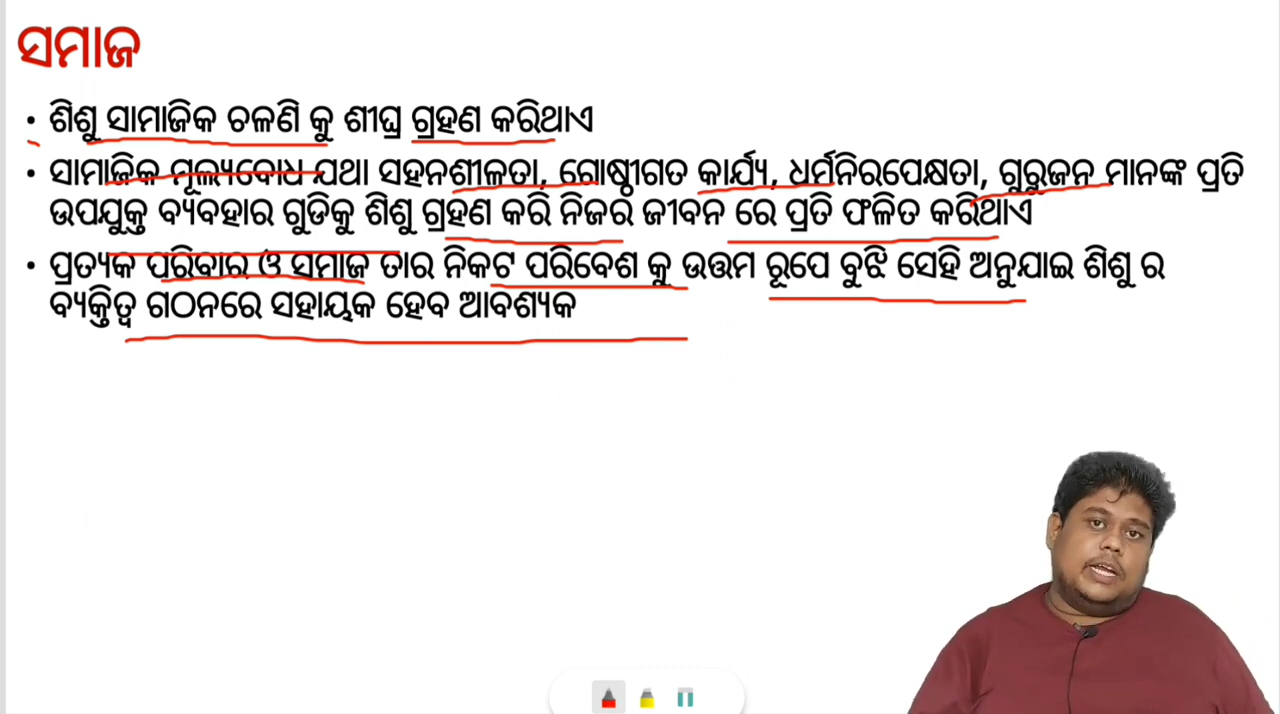 ସମାଜ
• ଶିଶୁ ସାମାଜିକ ଚଳଣି କୁ ଶୀଘ୍ର ଗ୍ରହଣ କରିଥାଏ
• ସାମାଜିକ ମୂଲ୍ୟବୋଧ ଯଥା ସହନଶୀଳତା, ଗୋଷ୍ଠୀଗତ କାର୍ଯ୍ୟ, ଧର୍ମନିରପେକ୍ଷତା, ଗୁରୁଜନ ମାନଙ୍କ ପ୍ରତି
ଉପଯୁକ୍ତ ବ୍ୟବହାର ଗୁଡିକୁ ଶିଶୁ ଗ୍ରହଣ କରି ନିଜର ଜୀବନ ରେ ପ୍ରତି ଫଳିତ କରିଥାଏ
• ପ୍ରତ୍ୟକ ପରିବାର ଓ ସମାଜ ତାର ନିକଟ ପରିବେଶ କୁ ଉତ୍ତମ ରୂପେ ବୁଝି ସେହି ଅନୁଯାଇ ଶିଶୁ ର
ବ୍ୟକ୍ତିତ୍ଵ ଗଠନରେ ସହାୟକ ହେବ ଆବଶ୍ୟକ